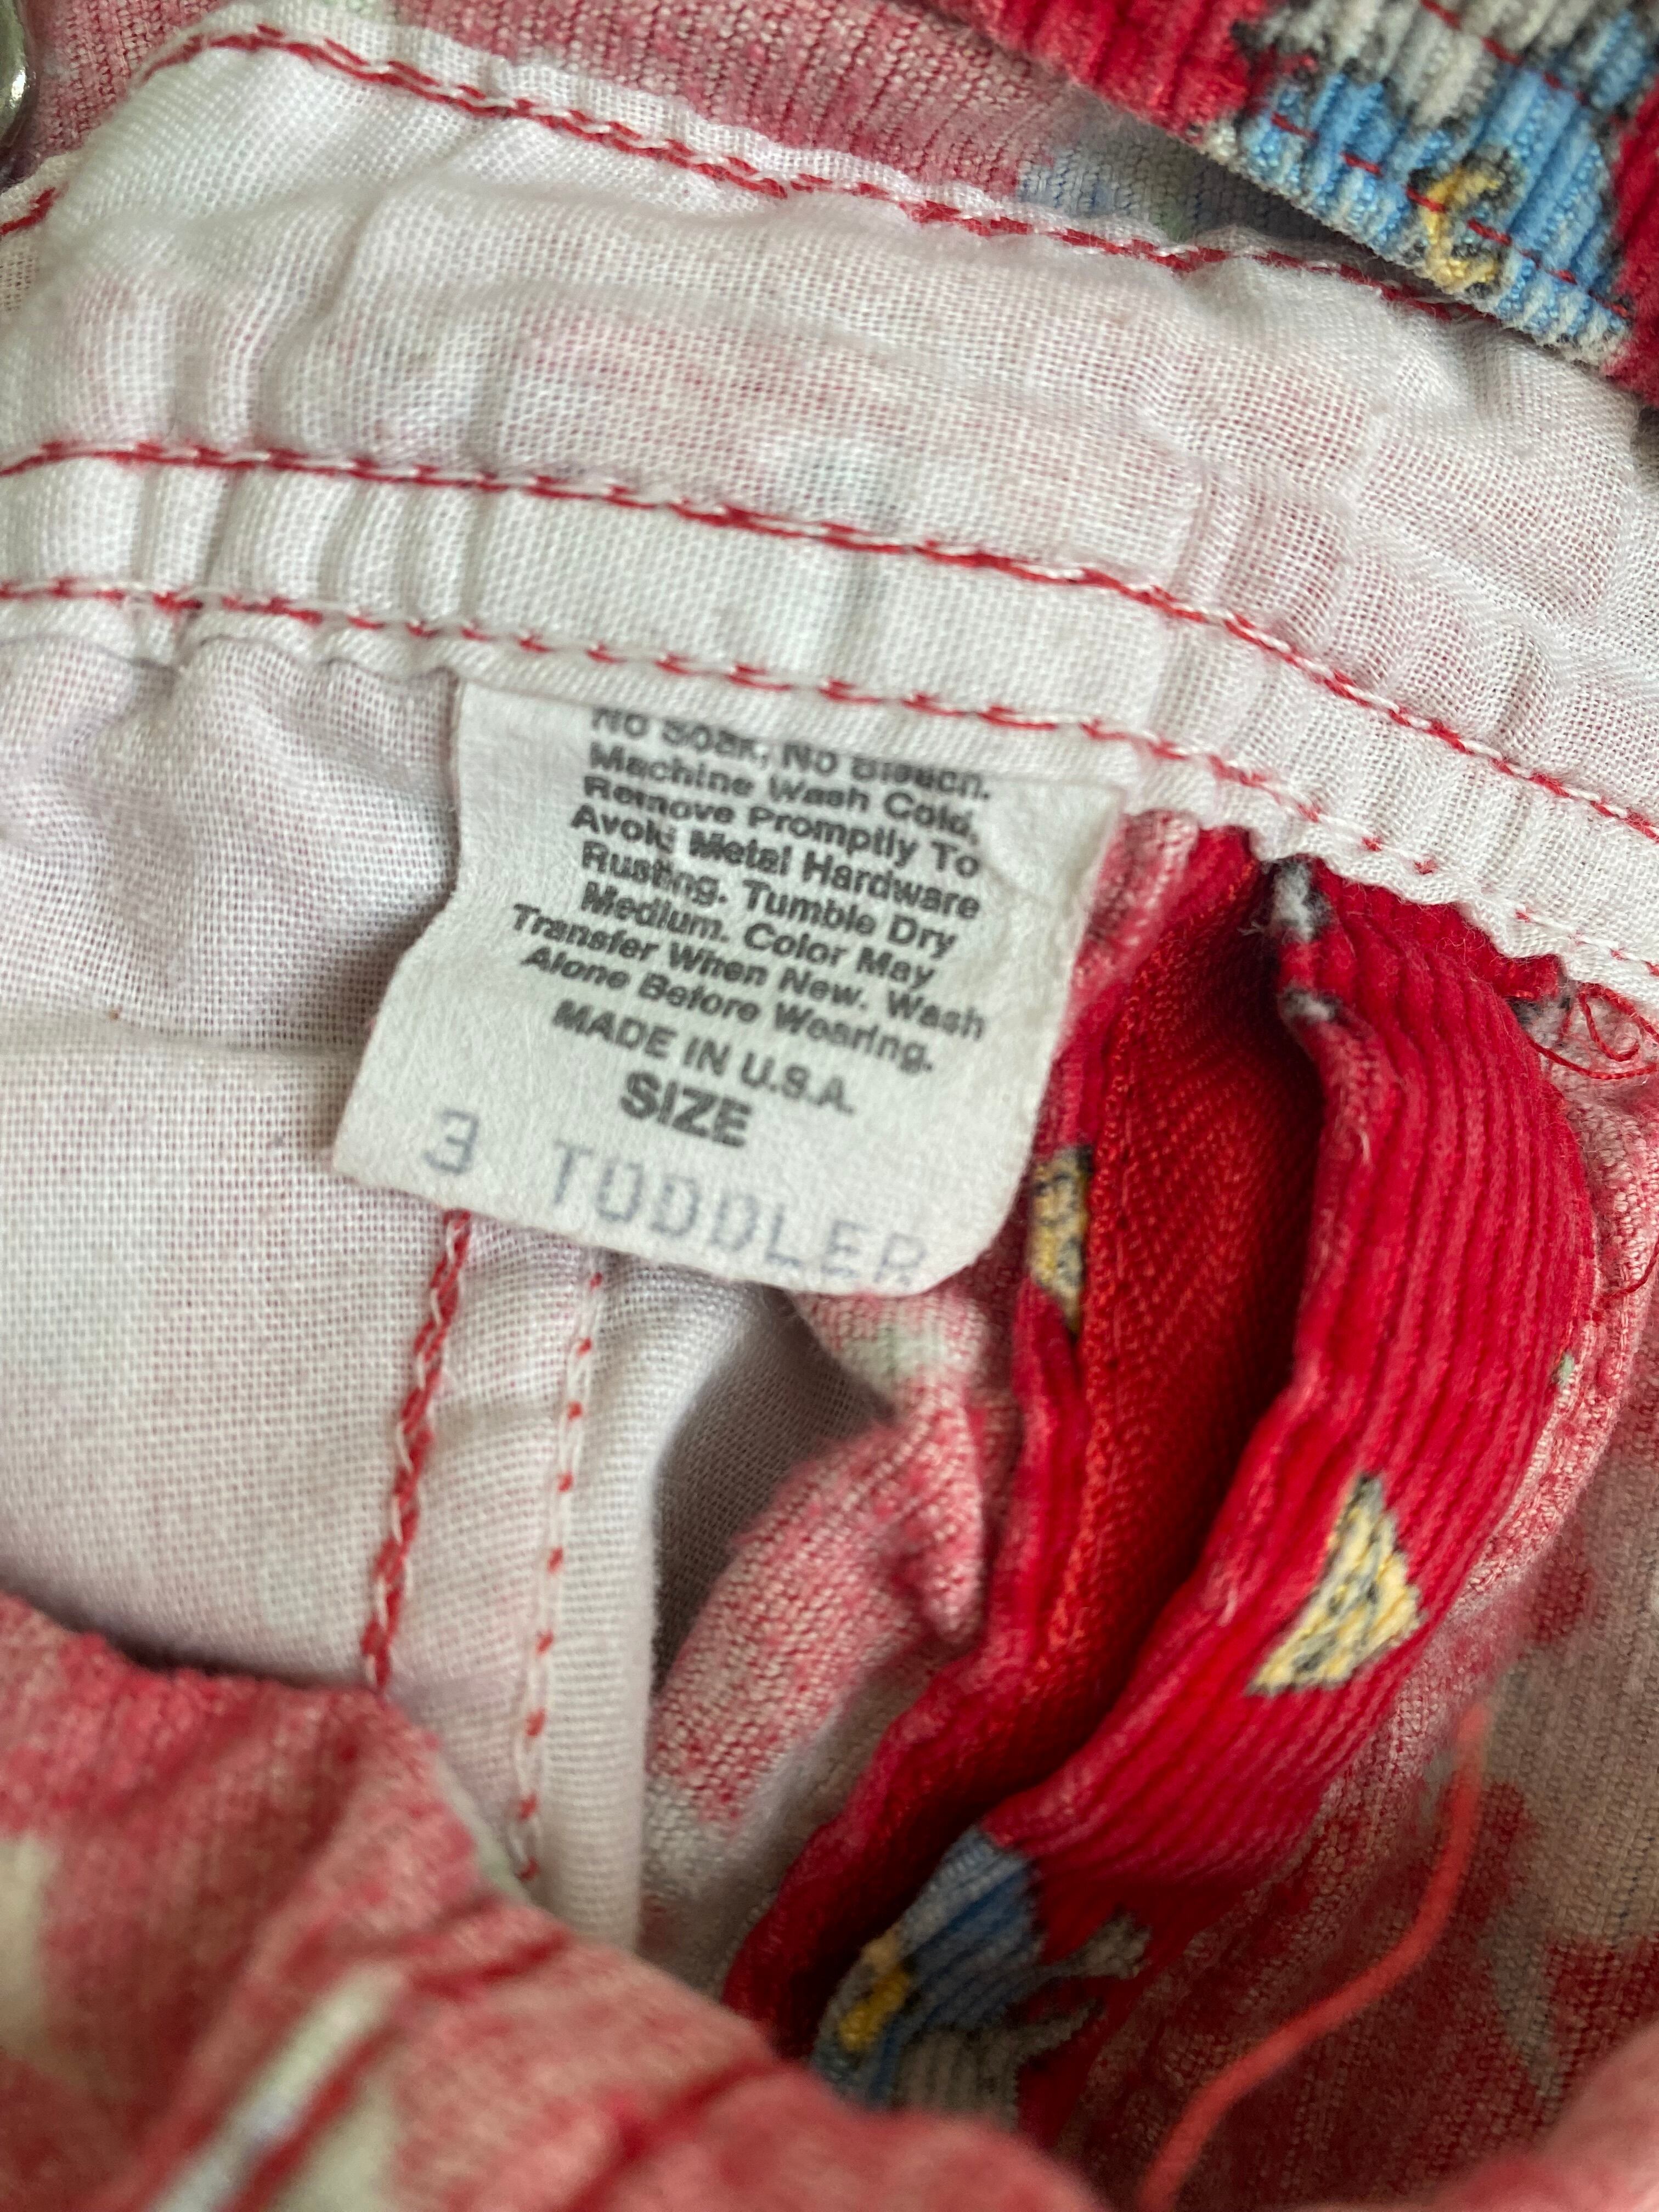 No Soak, No Bleach.
Machine Wash Cold,
Remove Promptly To
Avoid Metal Hardware
Rusting. Tumble Dry
Medium. Color May
Transfer When New. Wash
Alone Before Wearing.
MADE IN U.S.A.
SIZE
3 TODDLER